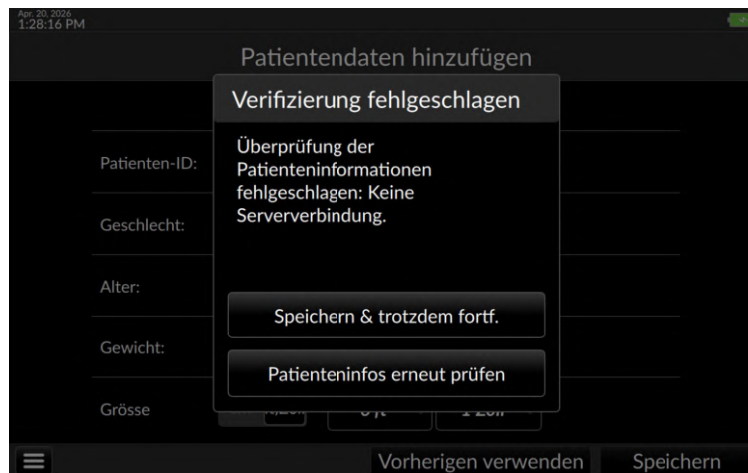 Apr. 20, 2026
1:28:16 PM
Patientendaten hinzufügen
Verifizierung fehlgeschlagen
Überprüfung der
Patienteninformationen
fehlgeschlagen: Keine
Serververbindung.
Patienten-ID:
Geschlecht:
Alter:
Gewicht:
Grösse
Speichern & trotzdem fortf.
Patienteninfos erneut prüfen
Vorherigen verwenden
Speichern